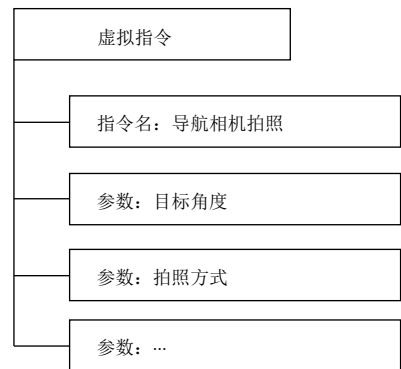 虚拟指令
指令名：导航相机拍照
参数：目标角度
参数：拍照方式
参数：…